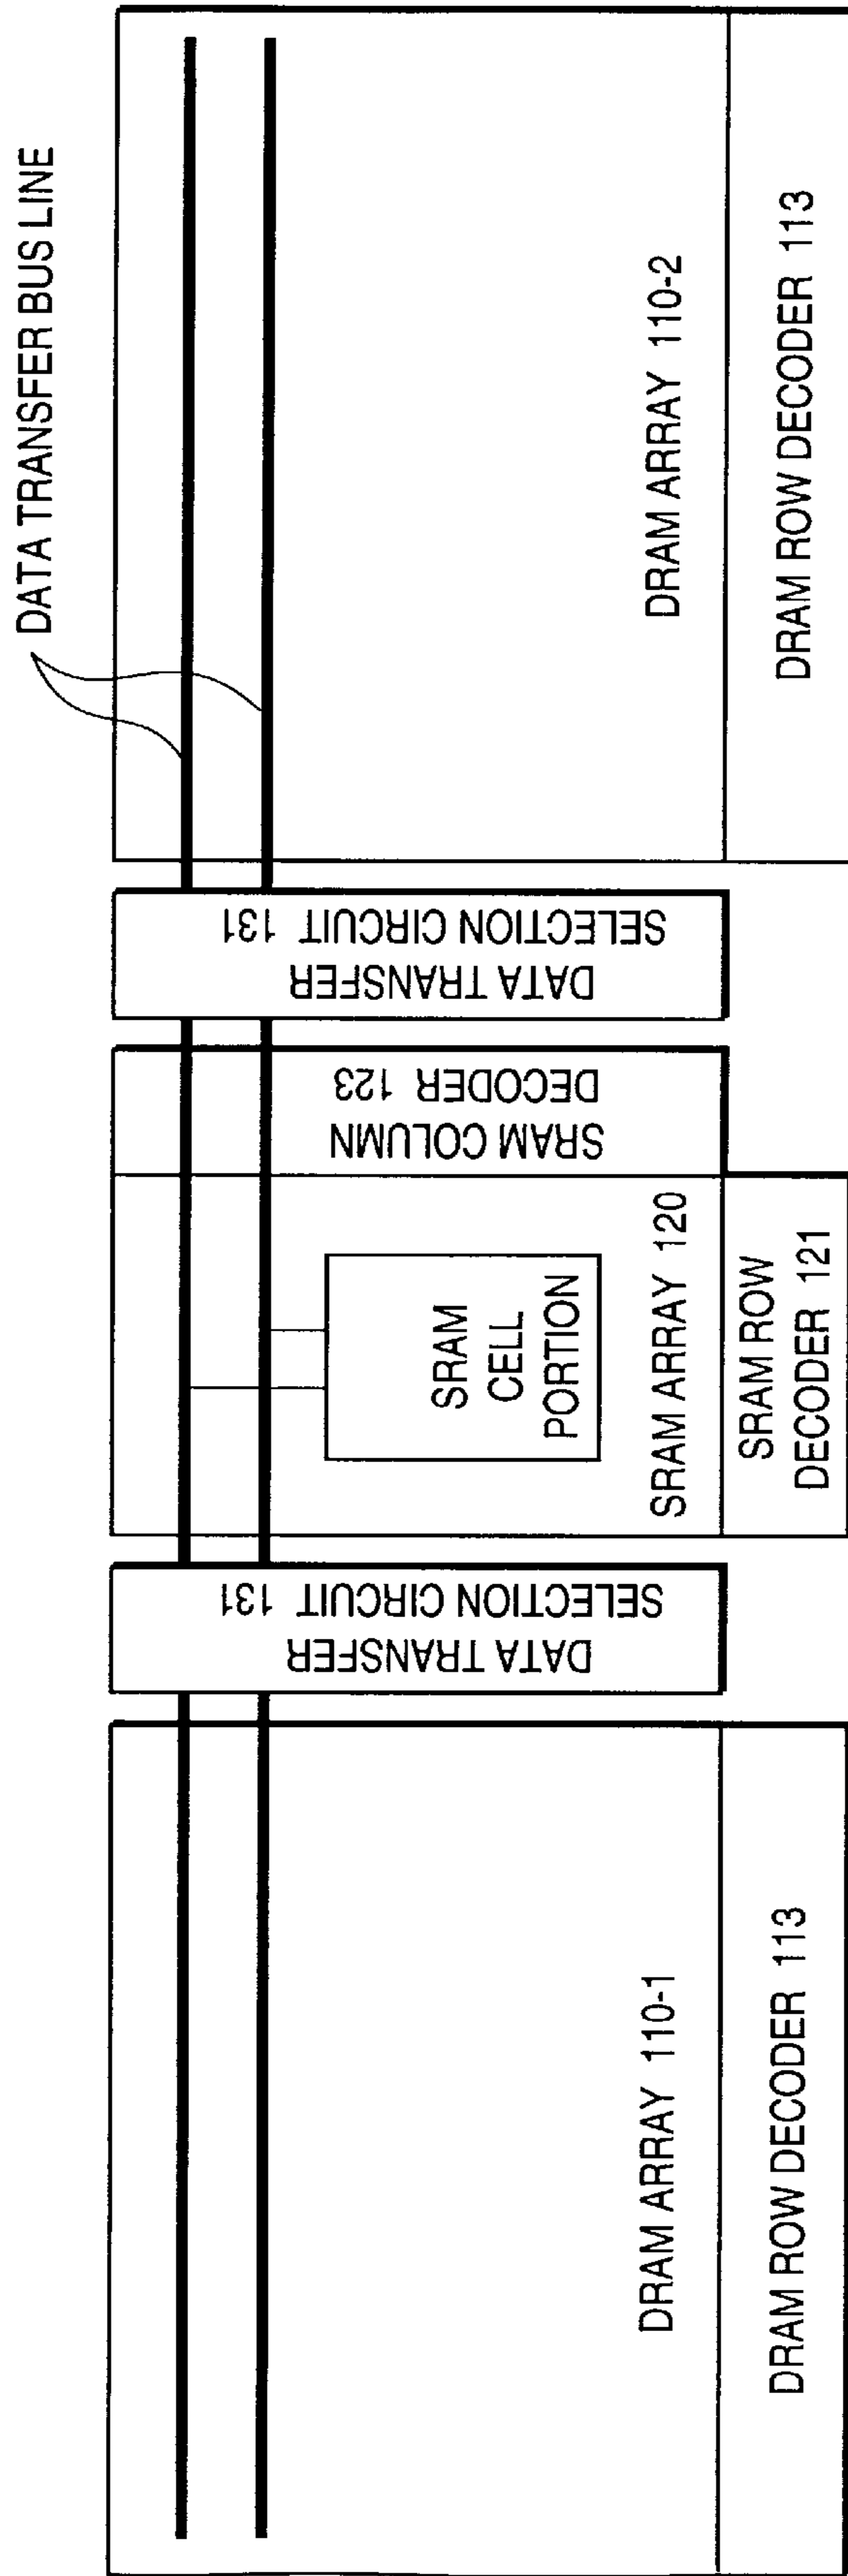 DATA TRANSFER BUS LINE
DRAM ARRAY 110-1
DRAM ROW DECODER 113
DATA TRANSFER
SELECTION CIRCUIT 131
SRAM
CELL
PORTION
SRAM ARRAY 120
SRAM ROW
DECODER 121
SRAM COLUMN
DECODER 123
DATA TRANSFER
SELECTION CIRCUIT 131
DRAM ARRAY 110-2
DRAM ROW DECODER 113